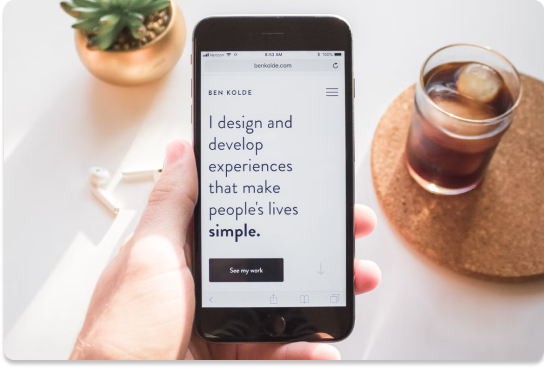 Verizon 8:53 AM 100%
benkolde.com
BEN KOLDE
I design and
develop
experiences
that make
people's lives
simple.
See my work